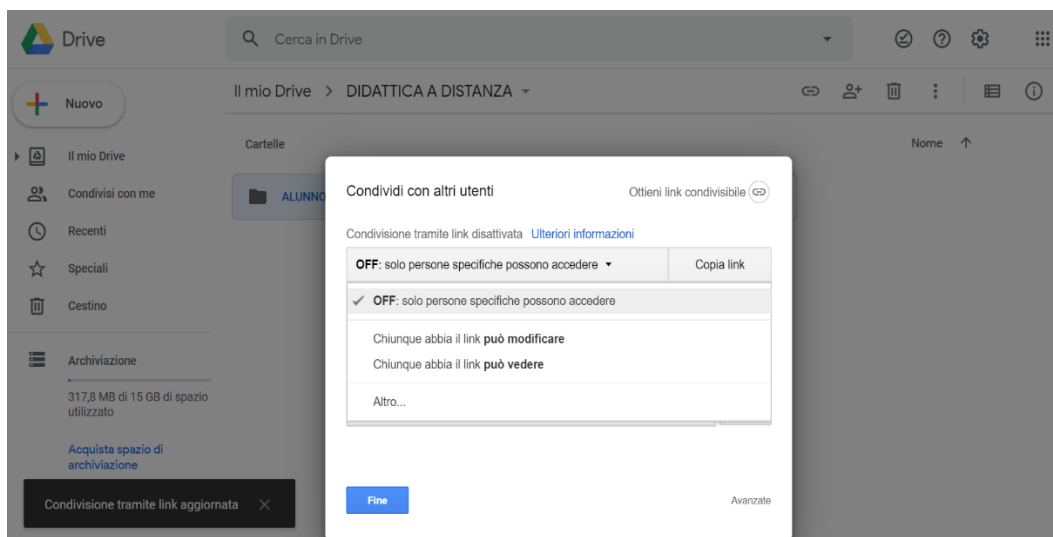 Drive
Cerca in Drive
Nuovo
Il mio Drive > DIDATTICA A DISTANZA
Il mio Drive
Condivisi con me
Recenti
Speciali
Cestino
Archiviazione
317,8 MB di 15 GB di spazio
utilizzato
Acquista spazio di
archiviazione
Cartelle
Nome
ALUNNO
Condividi con altri utenti
Ottieni link condivisibile
Condivisione tramite link disattivata Ulteriori informazioni
OFF: solo persone specifiche possono accedere
Copia link
OFF: solo persone specifiche possono accedere
Chiunque abbia il link può modificare
Chiunque abbia il link può vedere
Altro...
Fine
Avanzate
Condivisione tramite link aggiornata